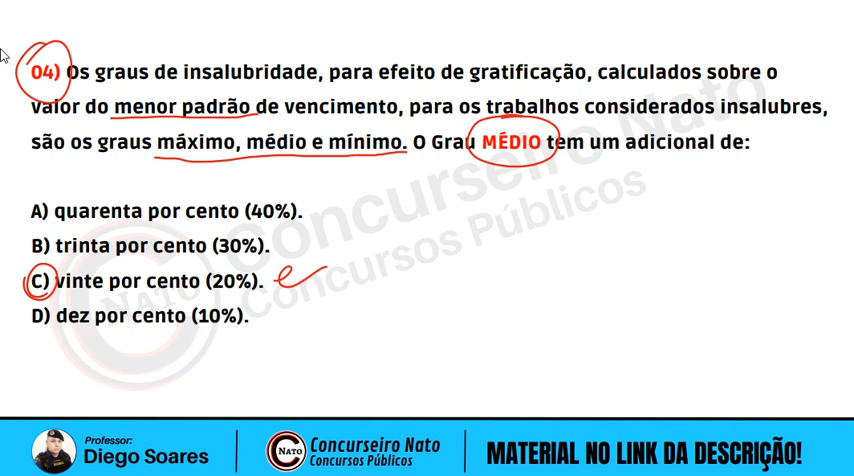 04) Os graus de insalubridade, para efeito de gratificação, calculados sobre o
valor do menor padrão de vencimento, para os trabalhos considerados insalubres,
são os graus máximo, médio e mínimo. O Grau MÉDIO tem um adicional de:
A) quarenta por cento (40%).
B) trinta por cento (30%).
C) vinte por cento (20%).
D) dez por cento (10%).
Concurseiro Nato
Concursos Públicos
NATO
Professor:
Diego Soares
C NATO
Concurseiro Nato
Concursos Públicos
MATERIAL NO LINK DA DESCRIÇÃO!